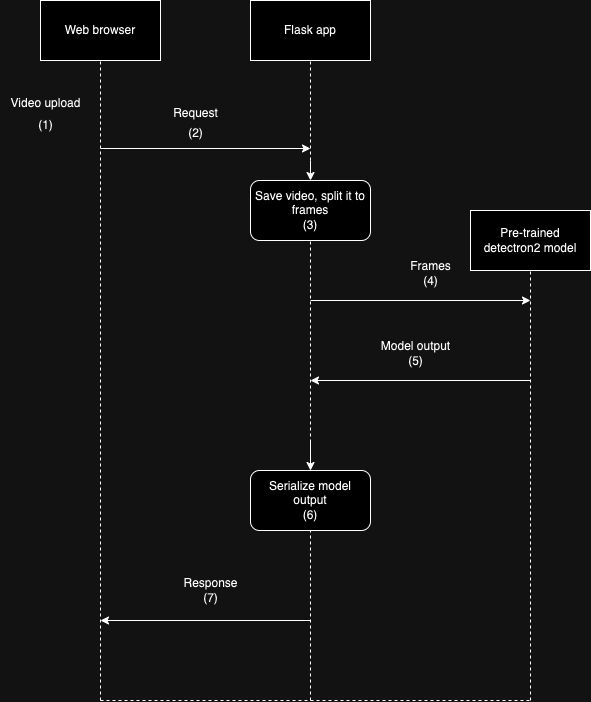 Web browser
Flask app
Video upload
(1)
Request
(2)
Save video, split it to
frames
(3)
Pre-trained
detectron2 model
Frames
(4)
Model output
(5)
Serialize model
output
(6)
Response
(7)